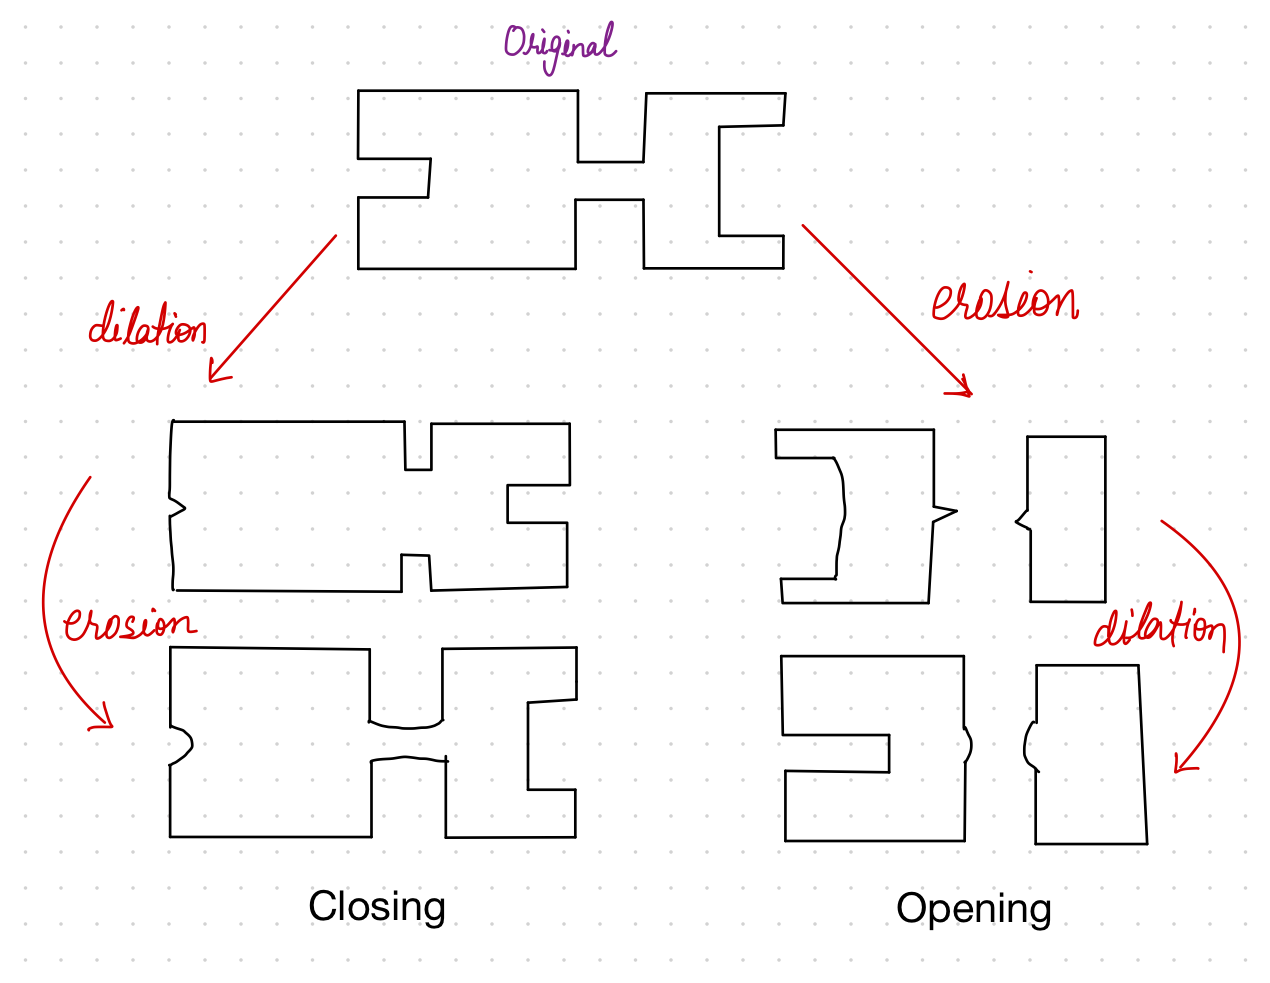 Original
dilation
erosion
erosion
dilation
Closing
Opening